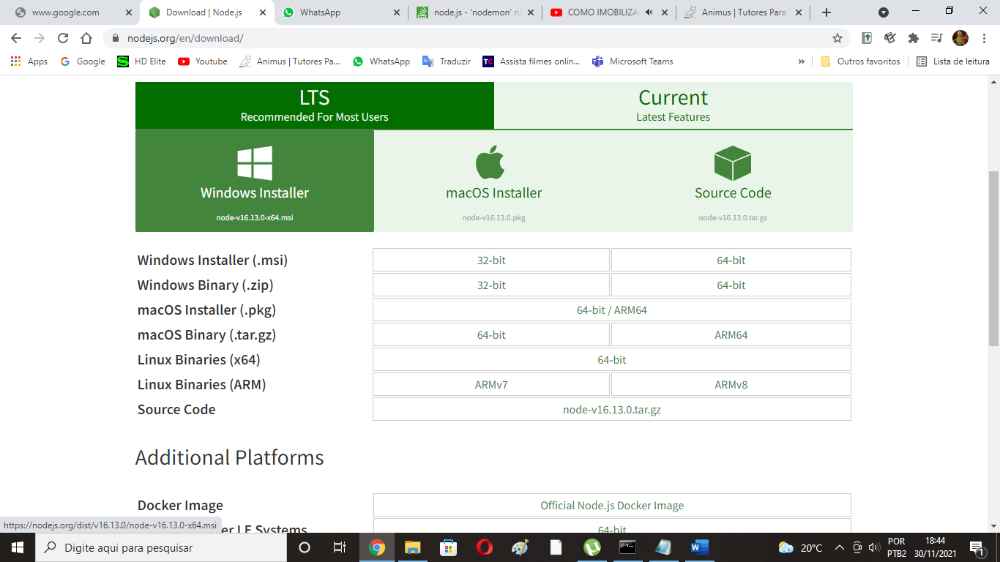 www.google.com
Download | Node.js
WhatsApp
node.js - 'nodemon' n
COMO IMOBILIZA
Animus | Tutores Para
nodejs.org/en/download/
Apps
Google
HD Elite
Youtube
Animus | Tutores Pa...
WhatsApp
Traduzir
TC
Assista filmes onlin...
Microsoft Teams
»
Outros favoritos
Lista de leitura
LTS
Recommended For Most Users
Current
Latest Features
Windows Installer
node-v16.13.0-x64.msi
macOS Installer
node-v16.13.0.pkg
Source Code
node-v16.13.0.tar.gz
Windows Installer (.msi) 32-bit 64-bit
Windows Binary (.zip) 32-bit 64-bit
macOS Installer (.pkg) 64-bit / ARM64
macOS Binary (.tar.gz) 64-bit ARM64
Linux Binaries (x64) 64-bit
Linux Binaries (ARM) ARMv7 ARMv8
Source Code node-v16.13.0.tar.gz
Additional Platforms
Docker Image Official Node.js Docker Image
er LE Systems 64-bit
https://nodejs.org/dist/v16.13.0/node-v16.13.0-x64.msi
Digite aqui para pesquisar
20°C
POR
PTB2
18:44
30/11/2021
1